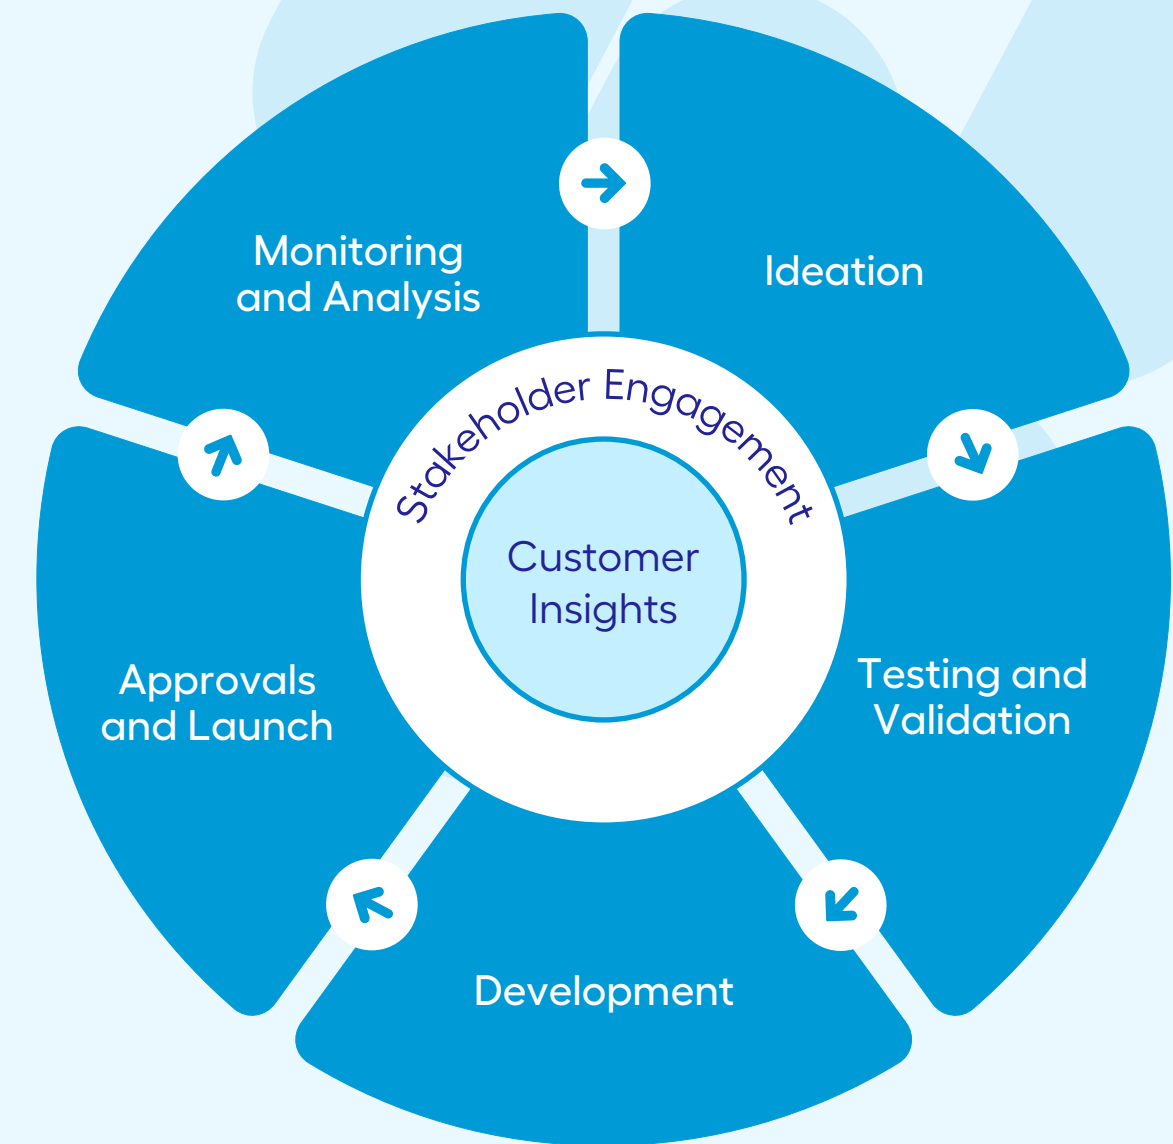 Monitoring
and Analysis
Ideation
Stakeholder Engagement
Customer
Insights
Approvals
and Launch
Testing and
Validation
Development